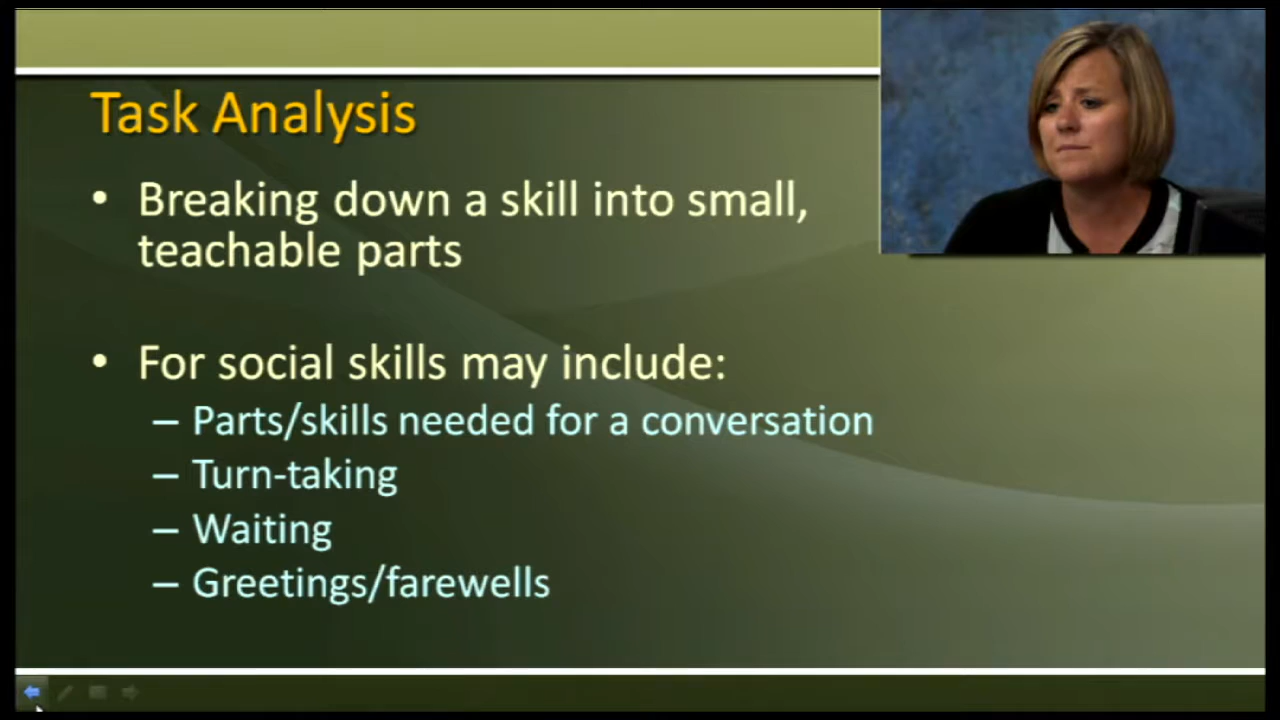 Task Analysis
• Breaking down a skill into small,
teachable parts
• For social skills may include:
– Parts/skills needed for a conversation
– Turn-taking
– Waiting
– Greetings/farewells